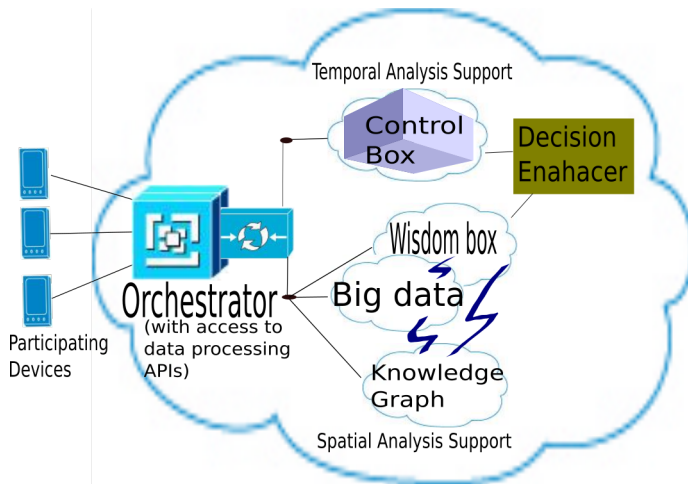 Temporal Analysis Support
Control
Box
Decision
Enahacer
Wisdom box
Big data
Orchestrator
(with access to
data processing
APIs)
Participating
Devices
Knowledge
Graph
Spatial Analysis Support